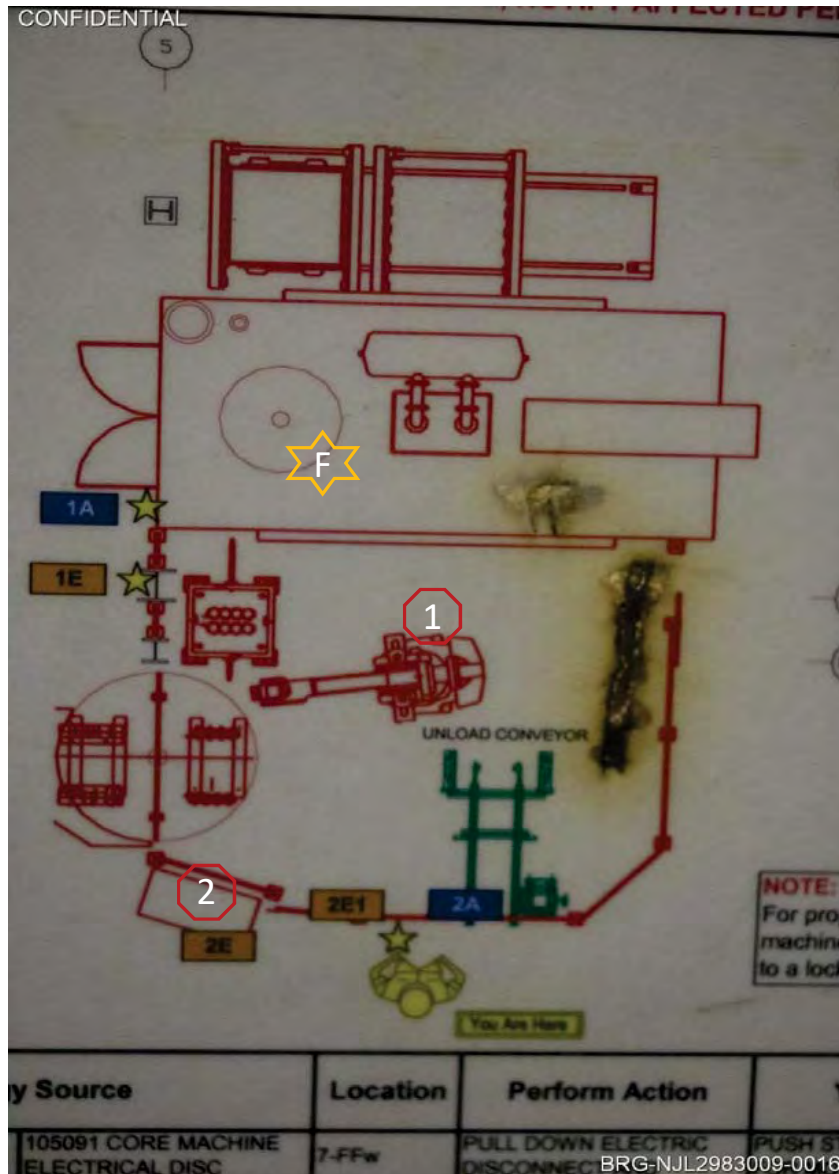 CONFIDENTIAL
AFFECTED
5
H
F
1A
1E
1
UNLOAD CONVEYOR
2
2E1
2A
2E
NOTE:
For pro
machin
to a lock
You Are Here
y Source
Location
Perform Action
105091 CORE MACHINE
ELECTRICAL DISC
7-FFw
PULL DOWN ELECTRIC
DISCONNECT
PUSH S
BRG-NJL2983009-0016